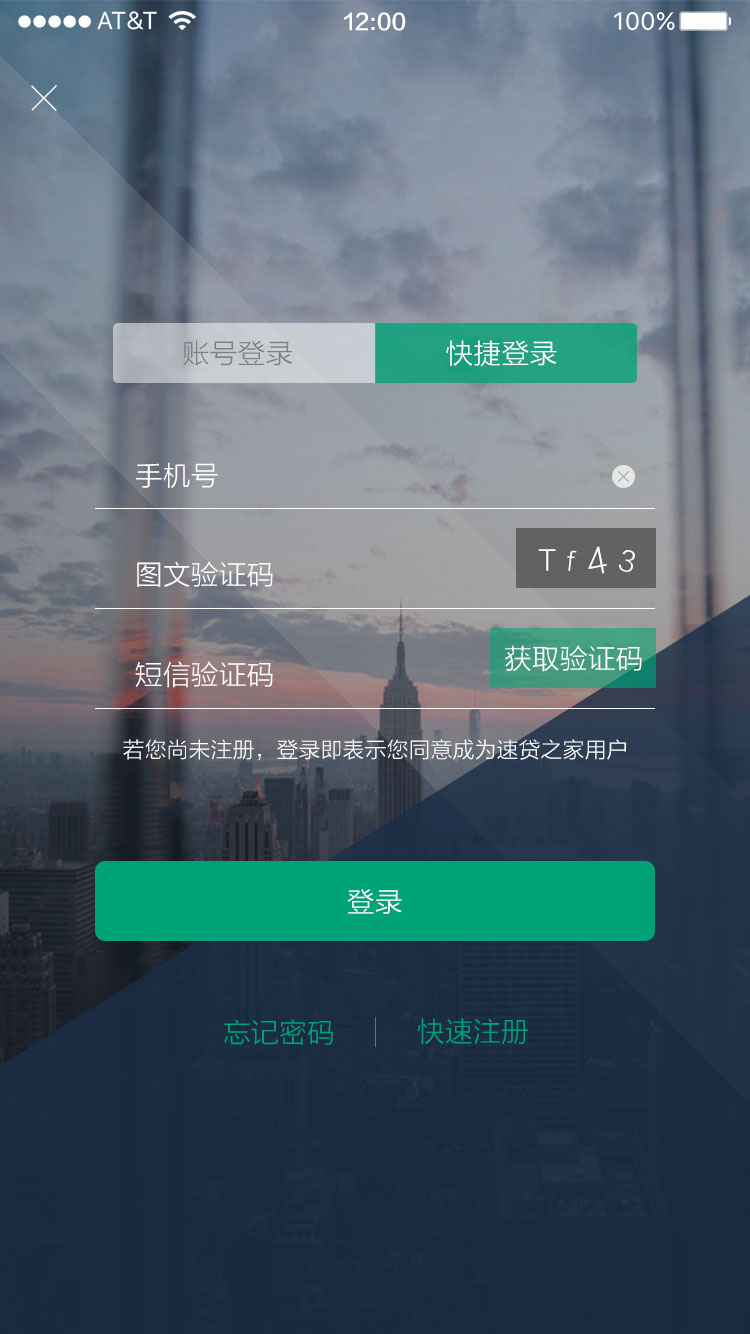 AT&T 12:00 100%
账号登录 快捷登录
手机号
图文验证码 TfA3
短信验证码 获取验证码
若您尚未注册，登录即表示您同意成为速贷之家用户
登录
忘记密码 快速注册